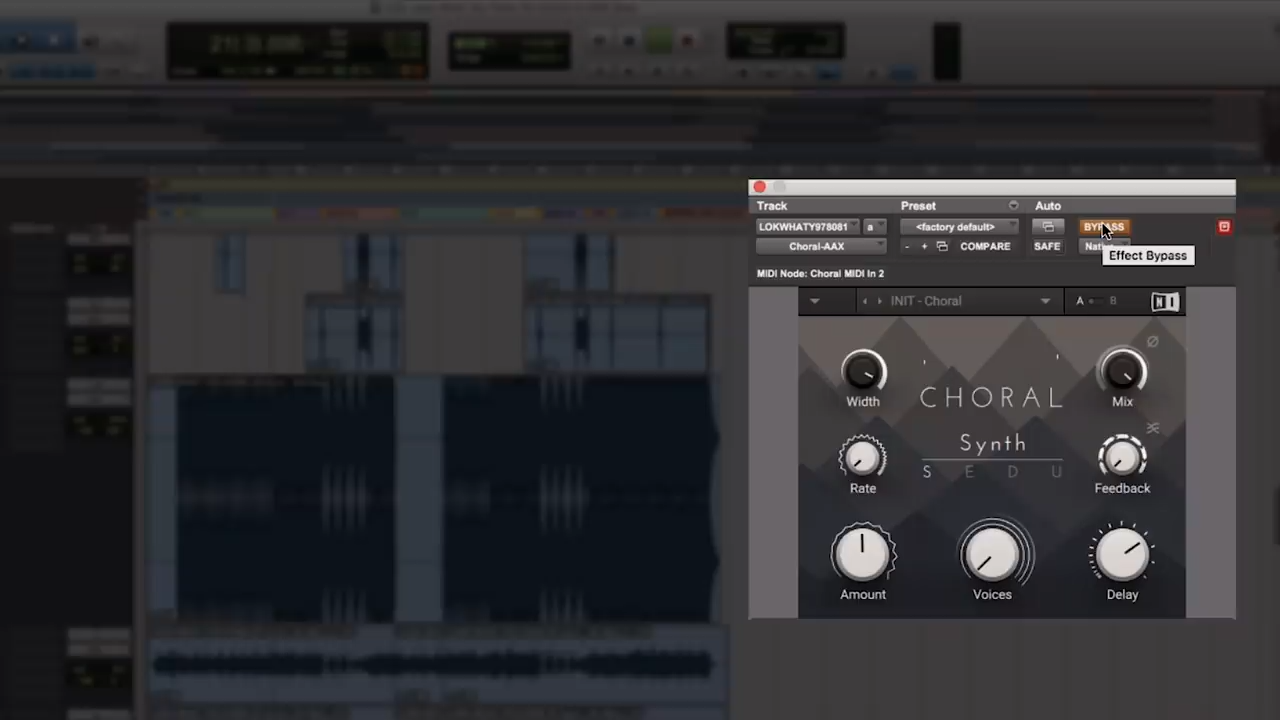 Track Preset Auto
LOKWHATY978081 a <factory default> BYPASS
Choral-AAX - + COMPARE SAFE
Effect Bypass
MIDI Node: Choral MIDI In 2
INIT - Choral A B
Width CHORAL Mix
Synth
S E D U
Rate Feedback
Amount Voices Delay